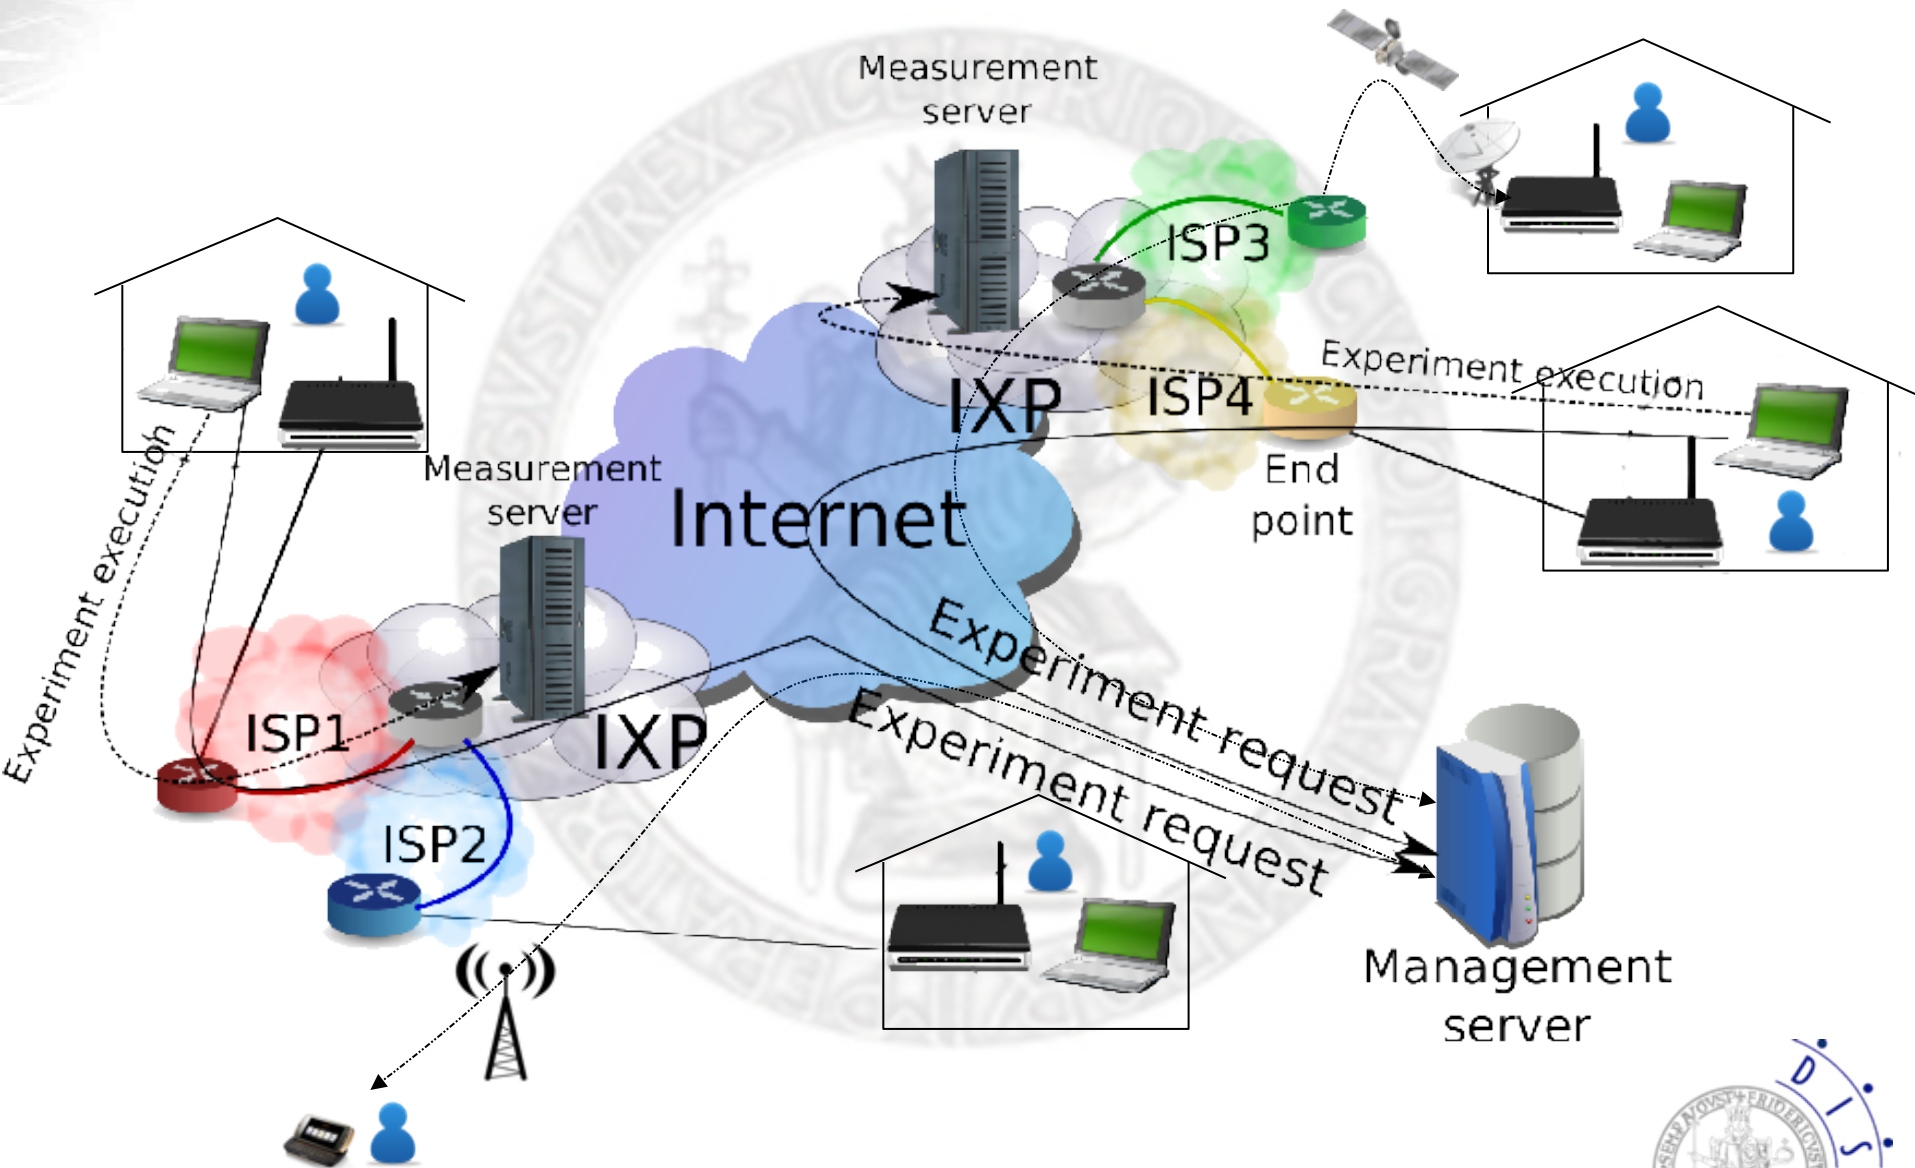 Measurement
server
ISP3
Experiment execution
IXP
ISP4
End
point
Measurement
server
Internet
Experiment execution
Experiment request
ISP1
IXP
Experiment request
ISP2
Management
server
D I S